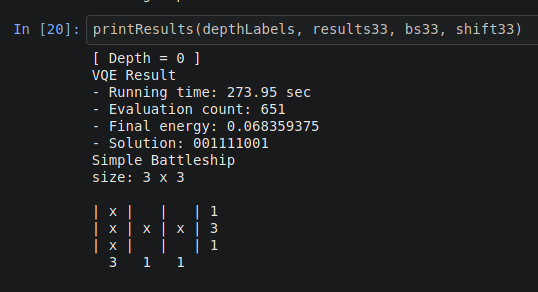 In [20]: printResults(depthLabels, results33, bs33, shift33)
[ Depth = 0 ]
VQE Result
- Running time: 273.95 sec
- Evaluation count: 651
- Final energy: 0.068359375
- Solution: 001111001
Simple Battleship
size: 3 x 3
| x |   |   | 1
| x | x | x | 3
| x |   |   | 1
  3   1   1